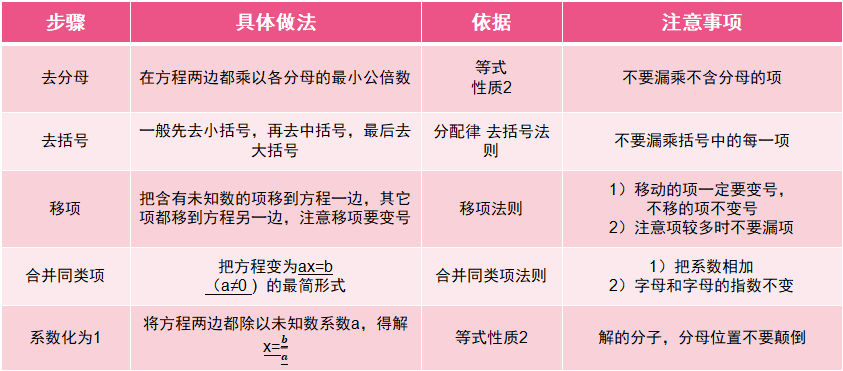 步骤
具体做法
依据
注意事项
去分母
在方程两边都乘以各分母的最小公倍数
等式
性质2
不要漏乘不含分母的项
去括号
一般先去小括号，再去中括号，最后去
大括号
分配律 去括号法
则
不要漏乘括号中的每一项
移项
把含有未知数的项移到方程一边，其它
项都移到方程另一边，注意移项要变号
移项法则
1）移动的项一定要变号，
不移的项不变号
2）注意项较多时不要漏项
合并同类项
把方程变为ax=b
（a≠0 ）的最简形式
合并同类项法则
1）把系数相加
2）字母和字母的指数不变
系数化为1
将方程两边都除以未知数系数a，得解
x=b/a
等式性质2
解的分子，分母位置不要颠倒